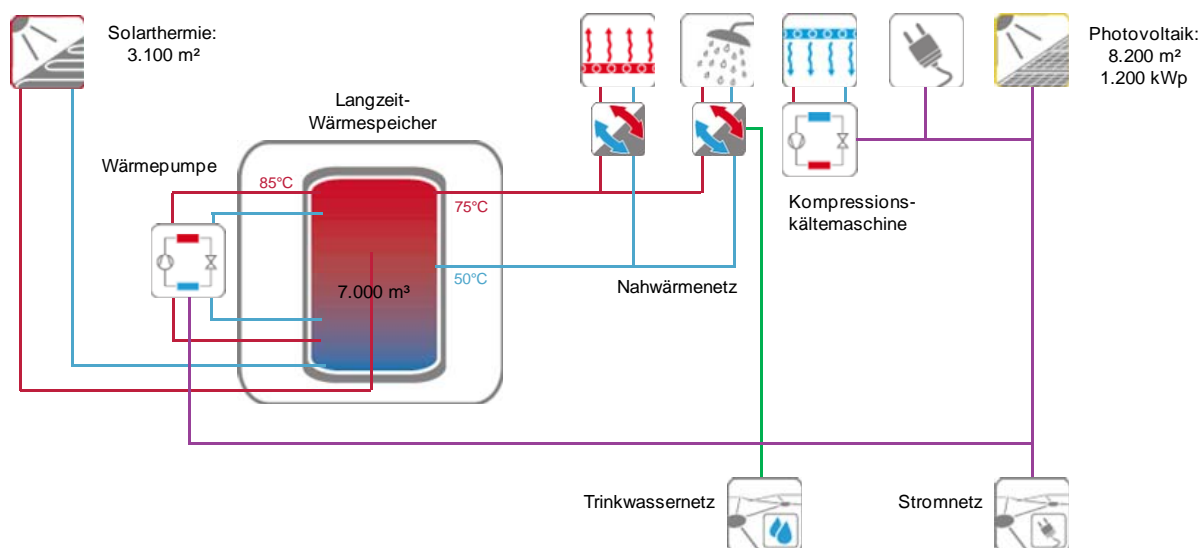 Solarthermie:
3.100 m²
Photovoltaik:
8.200 m²
1.200 kWp
Langzeit-
Wärmespeicher
Wärmepumpe
85°C
75°C
Kompressions-
kältemaschine
50°C
Nahwärmenetz
7.000 m³
Trinkwassernetz
Stromnetz